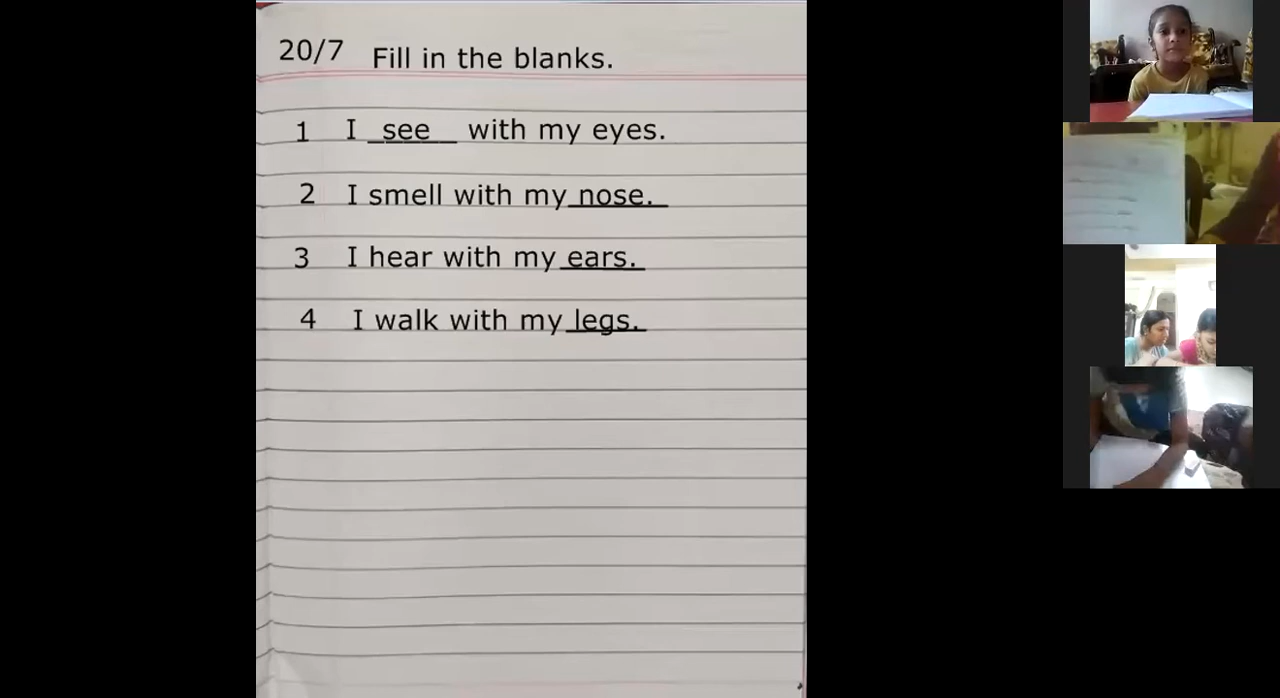 20/7 Fill in the blanks.
1 I see with my eyes.
2 I smell with my nose.
3 I hear with my ears.
4 I walk with my legs.